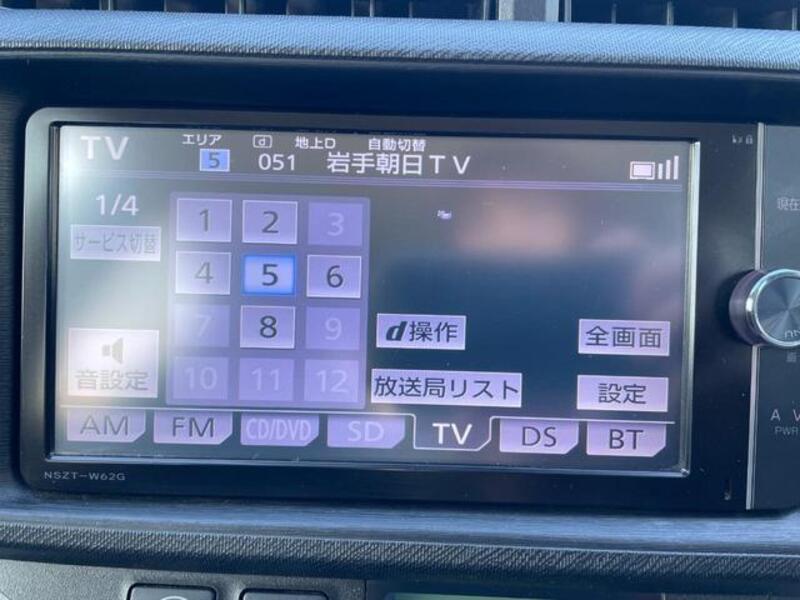 TV エリア 5 d 地上D 自動切替
051 岩手朝日TV
1/4
サービス切替
1 2 3
4 5 6
7 8 9
10 11 12
d操作 全画面
音設定 放送局リスト 設定
AM FM CD/DVD SD TV DS BT
NSZT-W62G
現在
A V
PWR